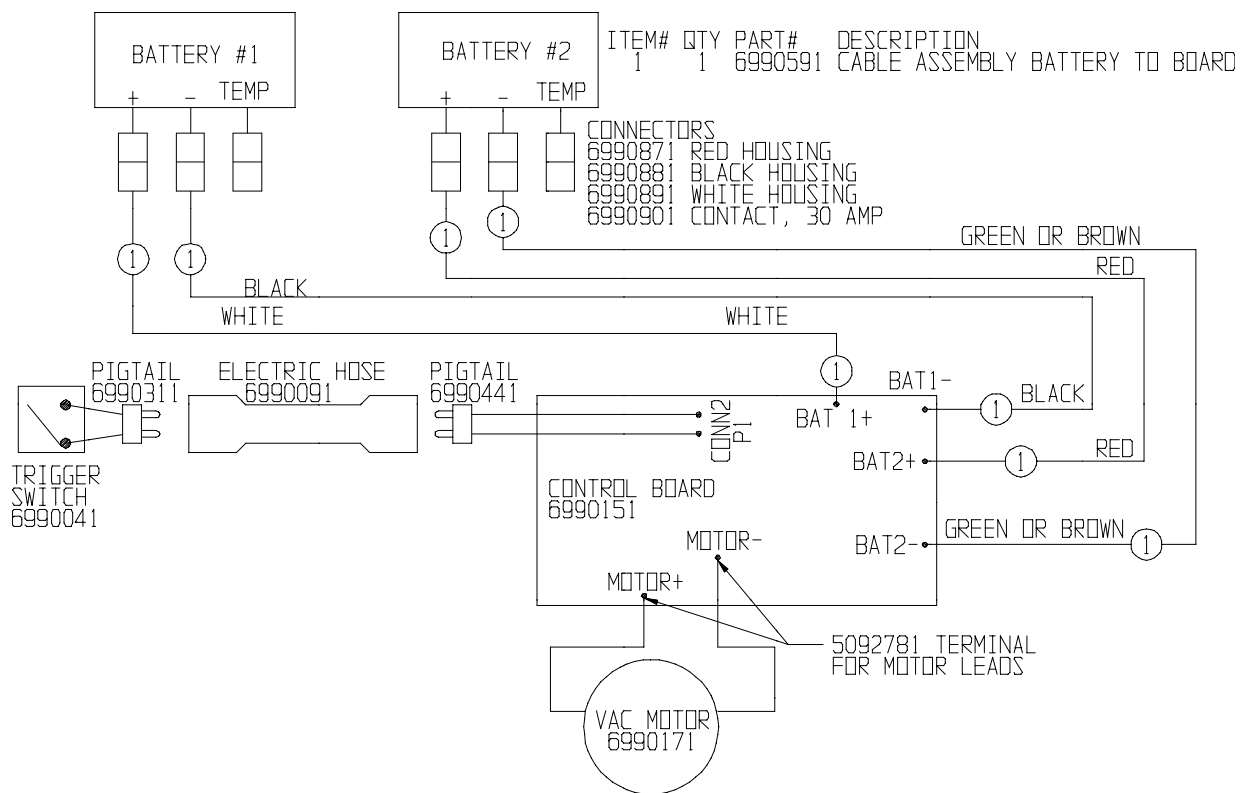 BATTERY #1
+ - TEMP
BATTERY #2
+ - TEMP
ITEM# QTY PART# DESCRIPTION
1 1 6990591 CABLE ASSEMBLY BATTERY TO BOARD
CONNECTORS
6990871 RED HOUSING
6990881 BLACK HOUSING
6990891 WHITE HOUSING
6990901 CONTACT, 30 AMP
1
1
1
1
GREEN OR BROWN
RED
BLACK
WHITE
WHITE
PIGTAIL
6990311
ELECTRIC HOSE
6990091
PIGTAIL
6990441
1
BAT1-
BLACK
1
BAT 1+
CONN2
P1
TRIGGER
SWITCH
6990041
BAT2+
RED
1
CONTROL BOARD
6990151
BAT2-
GREEN OR BROWN
1
MOTOR-
MOTOR+
5092781 TERMINAL
FOR MOTOR LEADS
VAC MOTOR
6990171